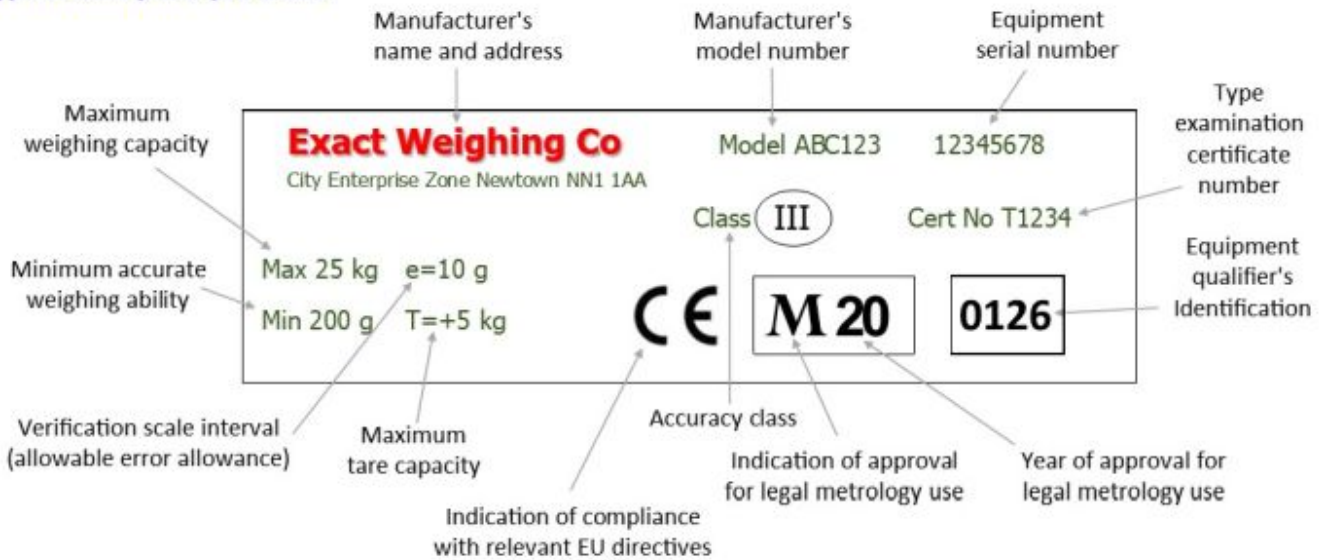 Manufacturer's
name and address
Manufacturer's
model number
Equipment
serial number
Maximum
weighing capacity
Type
examination
certificate
number
Exact Weighing Co
City Enterprise Zone Newtown NN1 1AA
Model ABC123
12345678
Class III
Cert No T1234
Minimum accurate
weighing ability
Max 25 kg e=10 g
Min 200 g T=+5 kg
CE
M 20
0126
Equipment
qualifier's
Identification
Verification scale interval
(allowable error allowance)
Maximum
tare capacity
Accuracy class
Indication of compliance
with relevant EU directives
Indication of approval
for legal metrology use
Year of approval for
legal metrology use